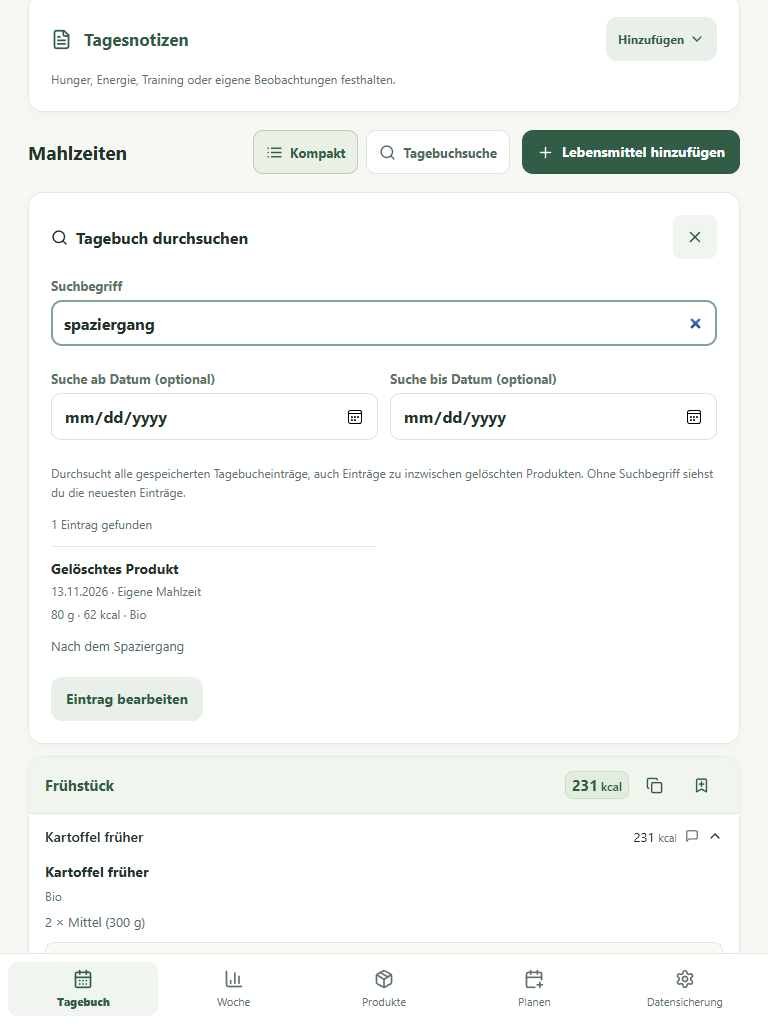 Tagesnotizen
Hinzufügen
Hunger, Energie, Training oder eigene Beobachtungen festhalten.
Mahlzeiten
Kompakt
Tagebuchsuche
Lebensmittel hinzufügen
Tagebuch durchsuchen
Suchbegriff
spaziergang
Suche ab Datum (optional)
Suche bis Datum (optional)
mm/dd/yyyy
mm/dd/yyyy
Durchsucht alle gespeicherten Tagebucheinträge, auch Einträge zu inzwischen gelöschten Produkten. Ohne Suchbegriff siehst
du die neuesten Einträge.
1 Eintrag gefunden
Gelöschtes Produkt
13.11.2026 · Eigene Mahlzeit
80 g · 62 kcal · Bio
Nach dem Spaziergang
Eintrag bearbeiten
Frühstück
231 kcal
Kartoffel früher
231 kcal
Kartoffel früher
Bio
2 × Mittel (300 g)
Tagebuch
Woche
Produkte
Planen
Datensicherung